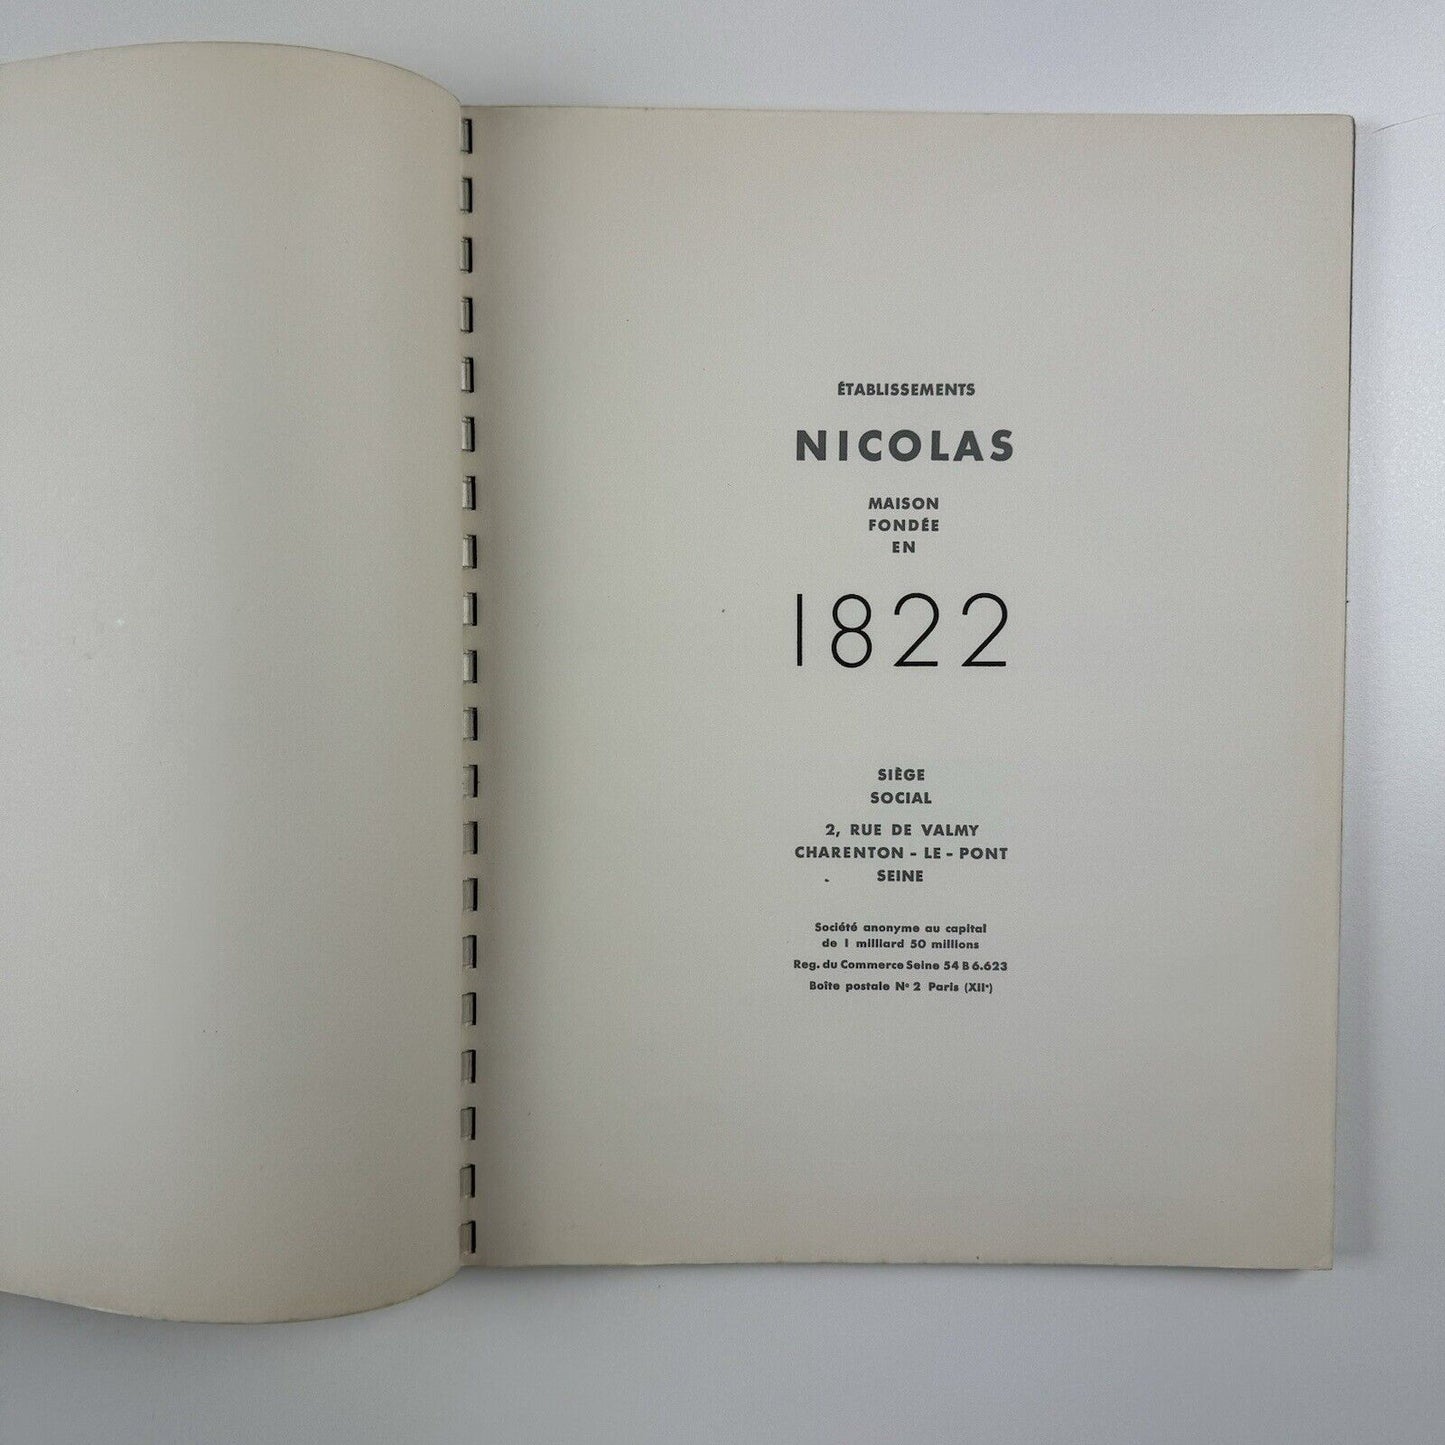 ÉTABLISSEMENTS
NICOLAS
MAISON
FONDÉE
EN
1822
SIÈGE
SOCIAL
2, RUE DE VALMY
CHARENTON - LE - PONT
SEINE
Société anonyme au capital
de 1 milliard 50 millions
Reg. du Commerce Seine 54 B 6.623
Boîte postale Nº 2 Paris (XIIᵉ)